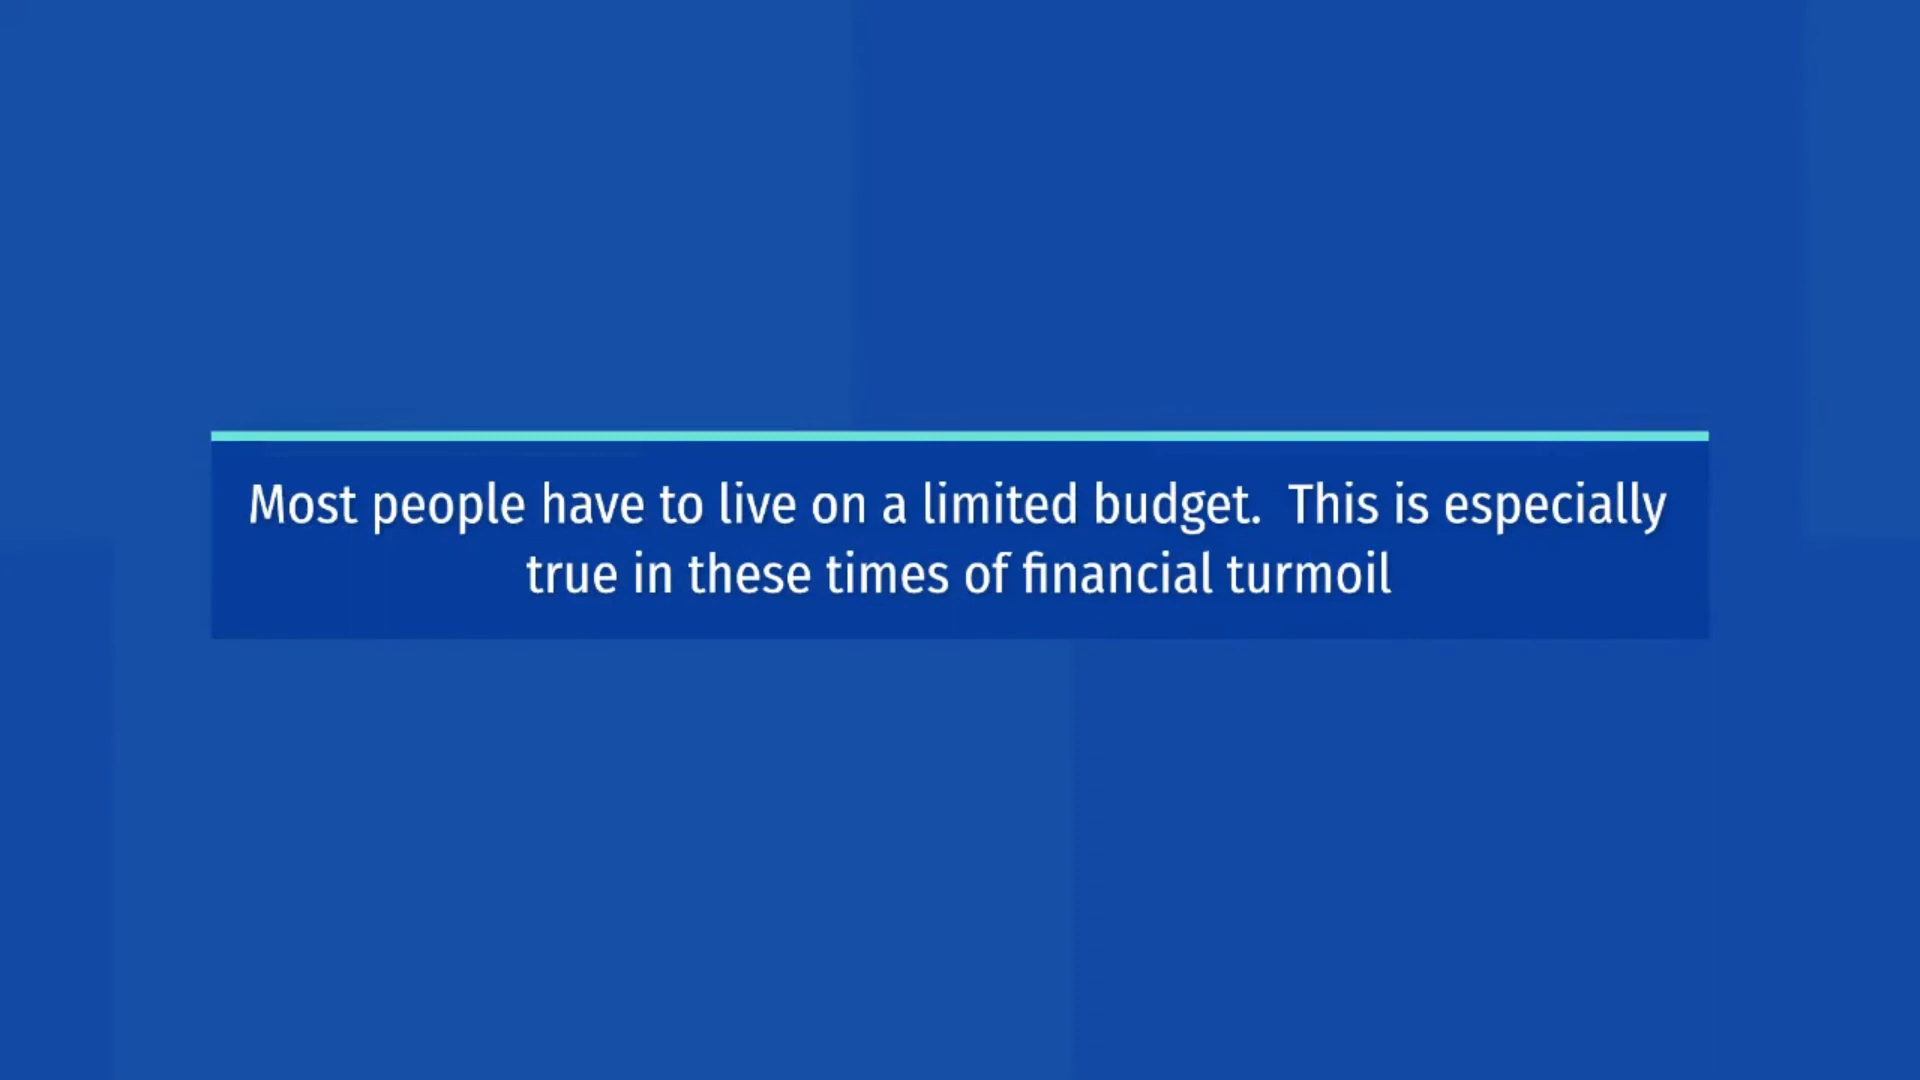 Most people have to live on a limited budget.  This is especially
true in these times of financial turmoil